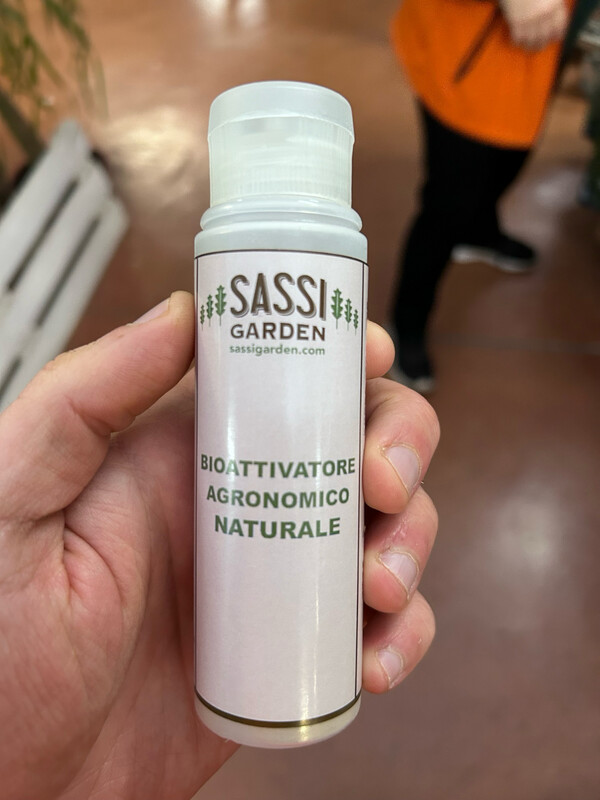 SASSI
GARDEN
sassigarden.com
BIOATTIVATORE
AGRONOMICO
NATURALE